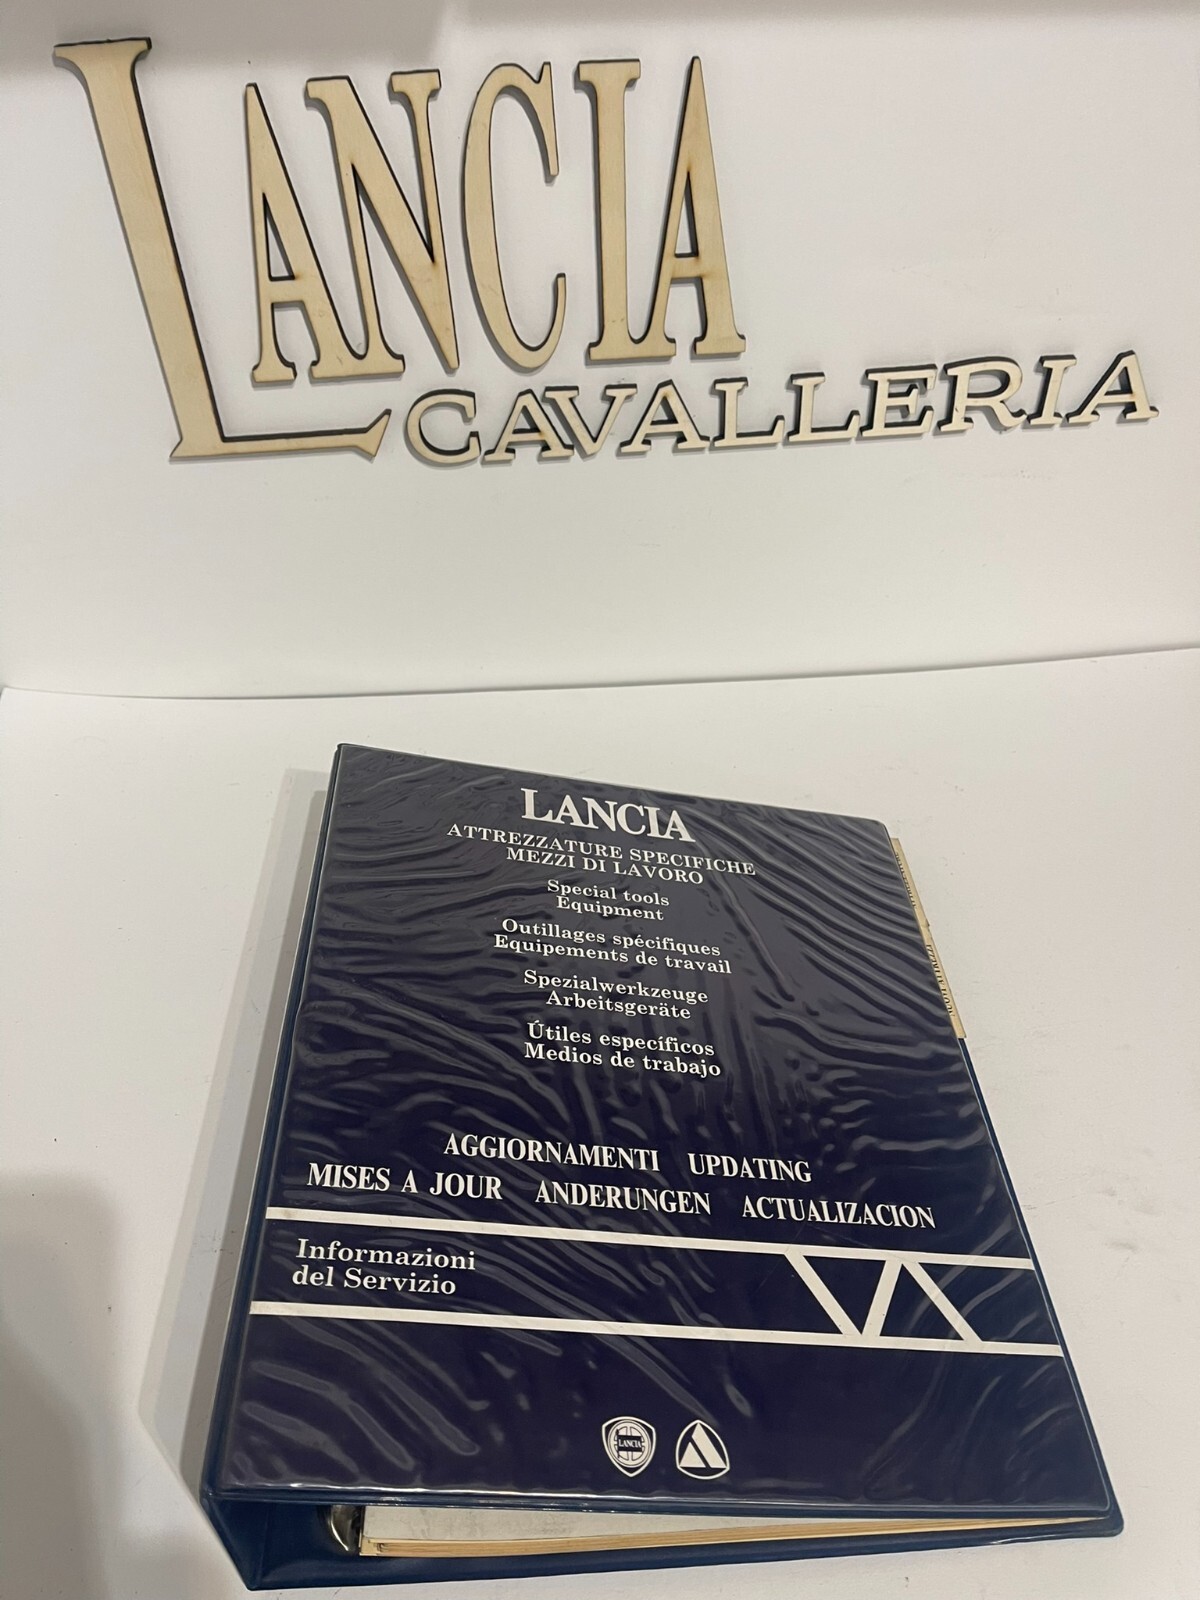 LANCIA
CAVALLERIA
LANCIA
ATTREZZATURE SPECIFICHE
MEZZI DI LAVORO
Special tools
Equipment
Outillages spécifiques
Equipements de travail
Spezialwerkzeuge
Arbeitsgeräte
Útiles específicos
Medios de trabajo
AGGIORNAMENTI UPDATING
MISES A JOUR ANDERUNGEN ACTUALIZACION
Informazioni
del Servizio
LANCIA